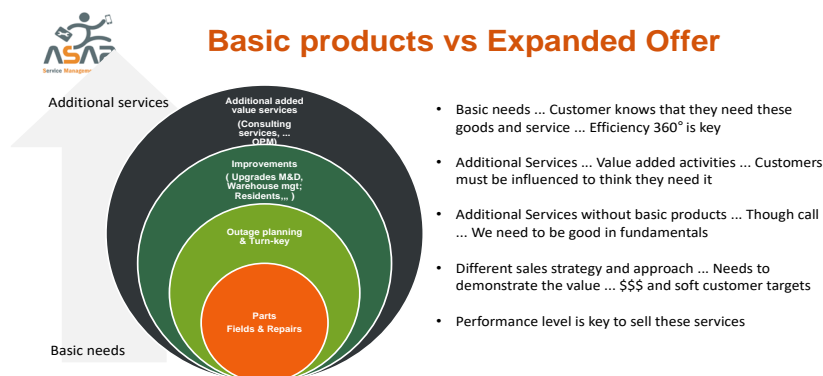 ASAP
Service Management
Basic products vs Expanded Offer
Additional services
Additional added
value services
(Consulting
services, ...
OPM)
Improvements
( Upgrades M&D,
Warehouse mgt;
Residents,,, )
Outage planning
& Turn-key
Parts
Fields & Repairs
Basic needs
• Basic needs ... Customer knows that they need these
goods and service ... Efficiency 360° is key
• Additional Services ... Value added activities ... Customers
must be influenced to think they need it
• Additional Services without basic products ... Though call
... We need to be good in fundamentals
• Different sales strategy and approach ... Needs to
demonstrate the value ... $$$ and soft customer targets
• Performance level is key to sell these services